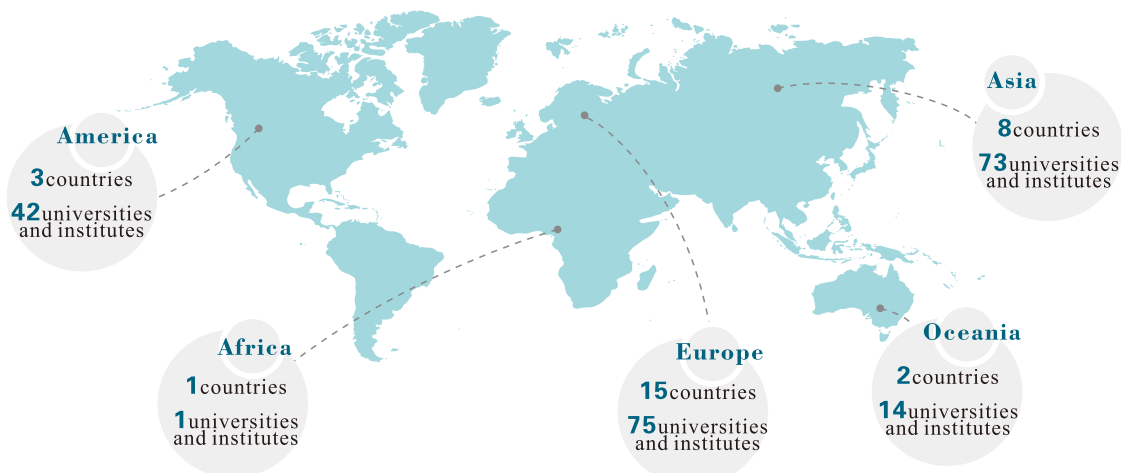 America
3countries
42universities
and institutes
Africa
1countries
1universities
and institutes
Europe
15countries
75universities
and institutes
Asia
8countries
73universities
and institutes
Oceania
2countries
14universities
and institutes